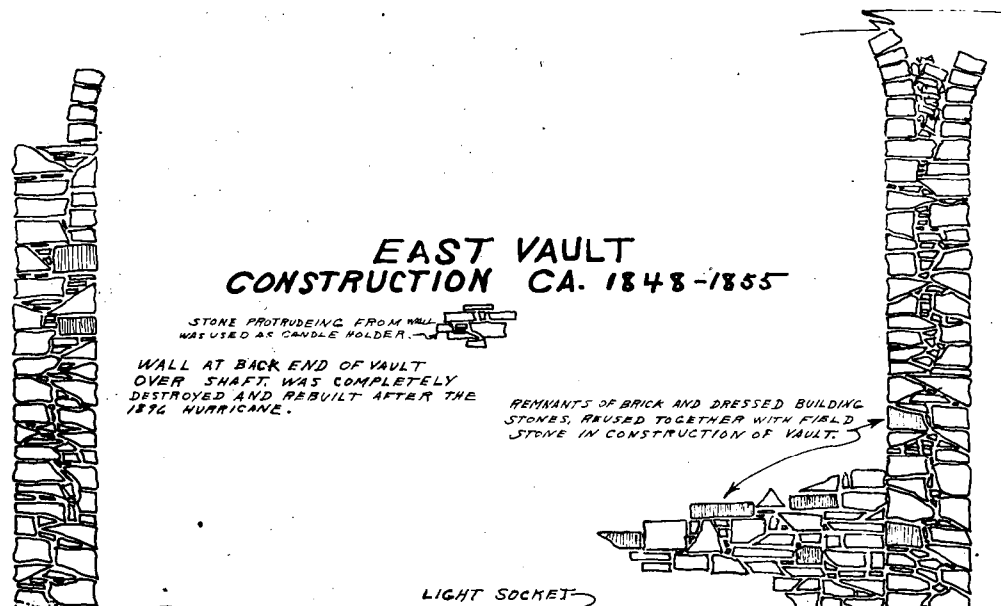 EAST VAULT
CONSTRUCTION CA. 1848-1855
STONE PROTRUDEING FROM WALL
WAS USED AS CANDLE HOLDER.
WALL AT BACK END OF VAULT
OVER SHAFT WAS COMPLETELY
DESTROYED AND REBUILT AFTER THE
1896 HURRICANE.
REMNANTS OF BRICK AND DRESSED BUILDING
STONES, REUSED TOGETHER WITH FIELD
STONE IN CONSTRUCTION OF VAULT.
LIGHT SOCKET